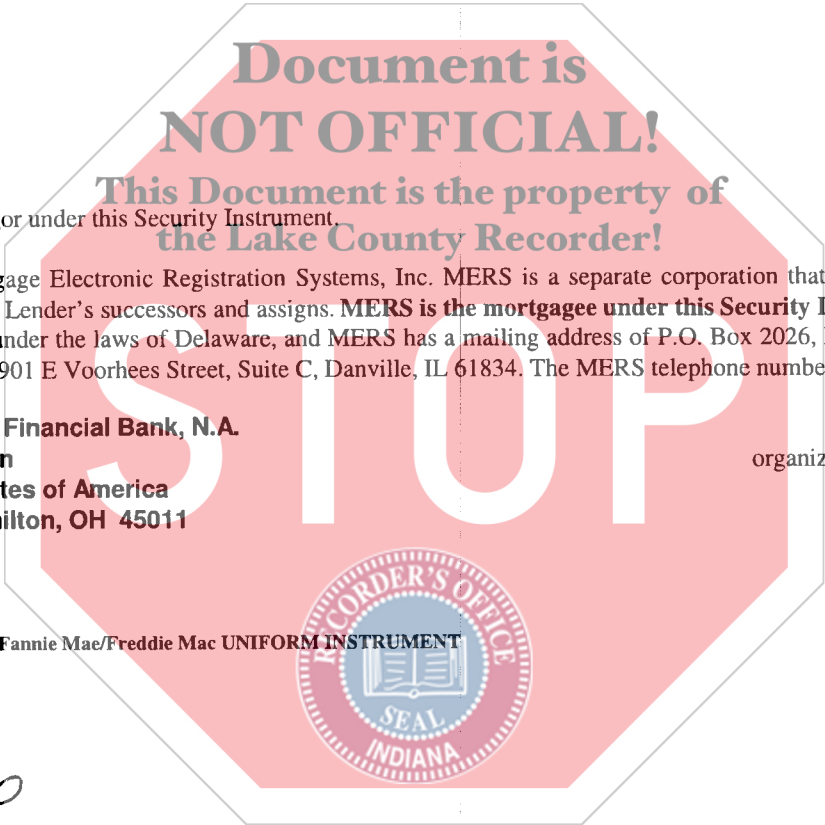 Document is
NOT OFFICIAL!
This Document is the property of
or under this Security Instrument.
the Lake County Recorder!
gage Electronic Registration Systems, Inc. MERS is a separate corporation that
Lender's successors and assigns. MERS is the mortgagee under this Security I
nder the laws of Delaware, and MERS has a mailing address of P.O. Box 2026,
901 E Voorhees Street, Suite C, Danville, IL 61834. The MERS telephone numbe
STOP
Financial Bank, N.A.
n
organiz
tes of America
ilton, OH 45011
RECORDER'S OFFICE
Fannie Mae/Freddie Mac UNIFORM INSTRUMENT
SEAL
INDIANA